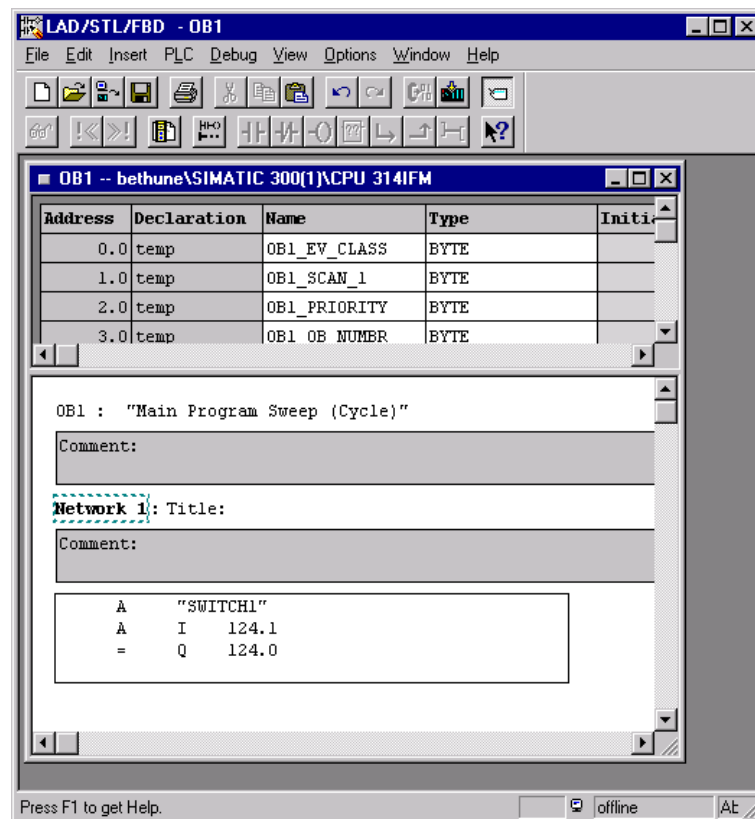 LAD/STL/FBD - OB1
File Edit Insert PLC Debug View Options Window Help
OB1 -- bethune\SIMATIC 300(1)\CPU 314IFM
Address Declaration Name Type Initia
0.0 temp OB1_EV_CLASS BYTE
1.0 temp OB1_SCAN_1 BYTE
2.0 temp OB1_PRIORITY BYTE
3.0 temp OB1_OB_NUMBR BYTE
OB1 : "Main Program Sweep (Cycle)"
Comment:
Network 1: Title:
Comment:
A "SWITCH1"
A I 124.1
= Q 124.0
Press F1 to get Help.
offline